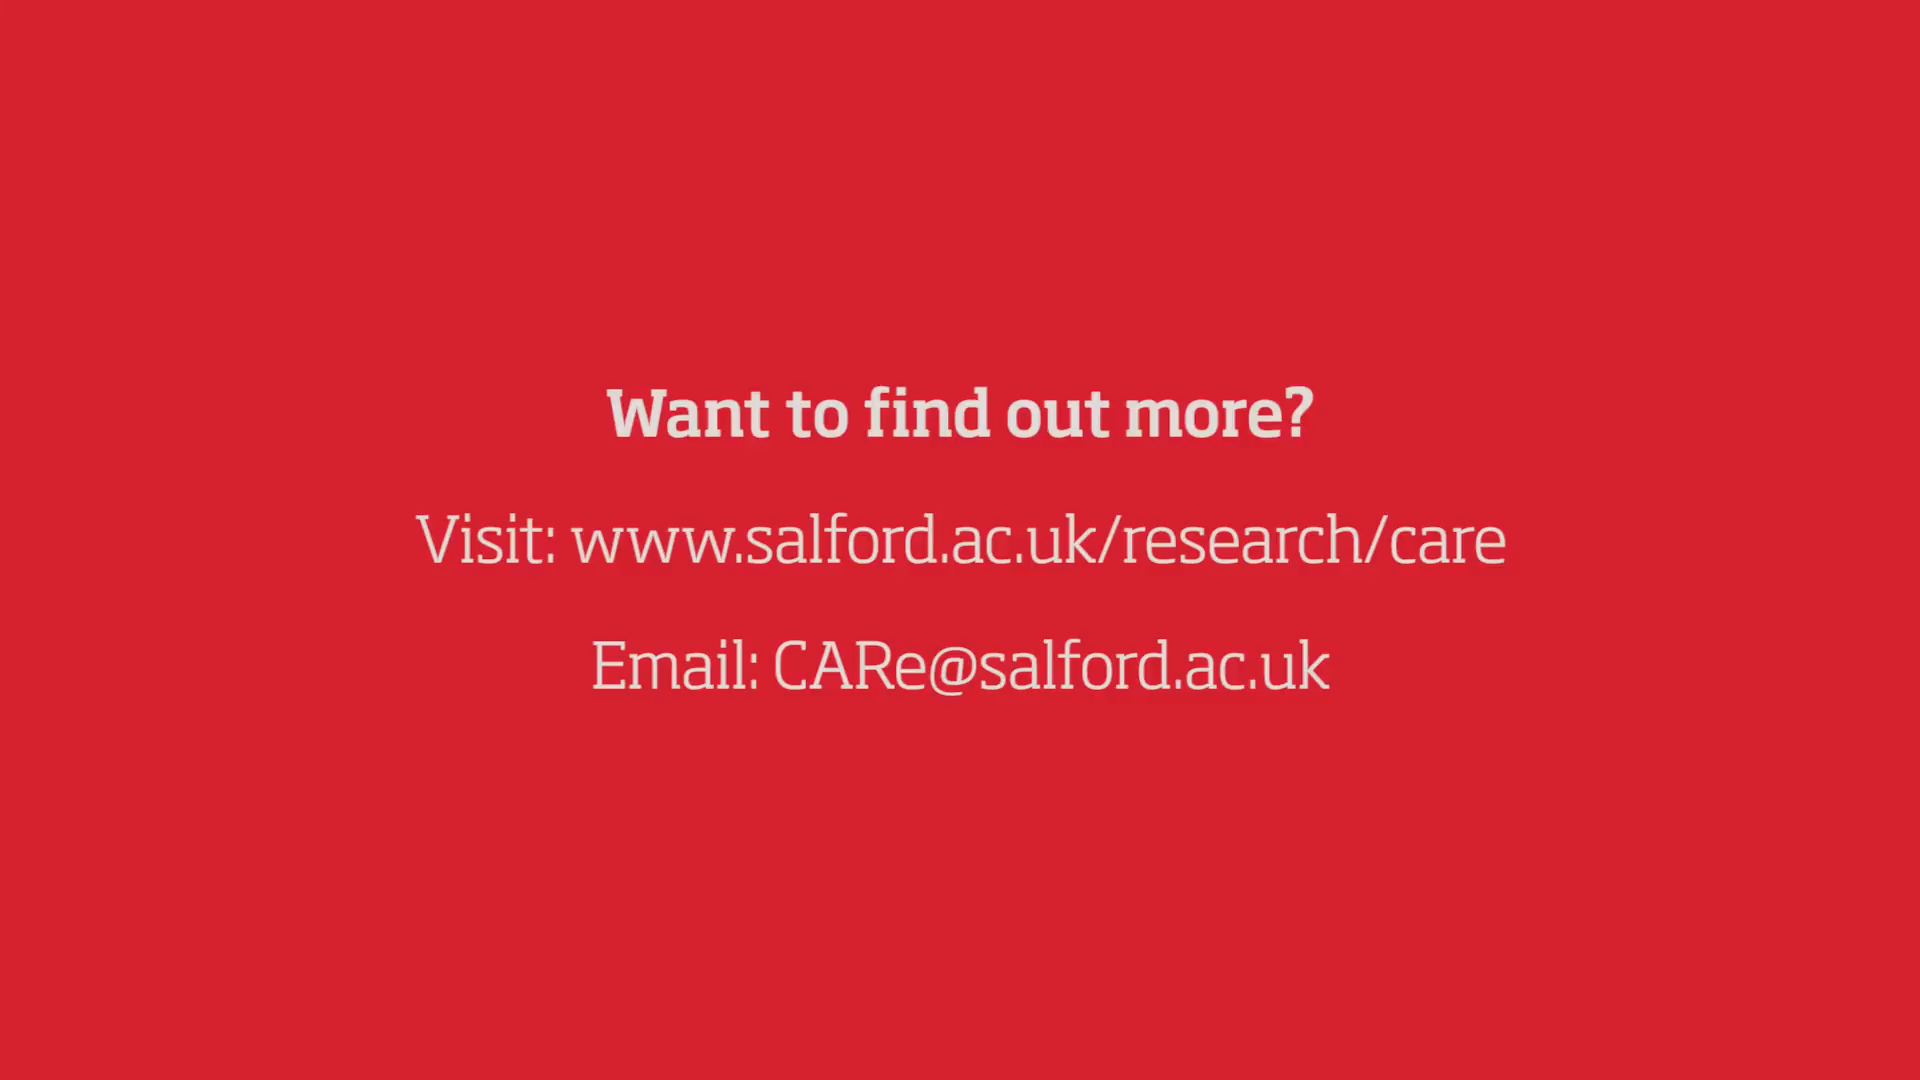 Want to find out more?
Visit: www.salford.ac.uk/research/care
Email: CARe@salford.ac.uk